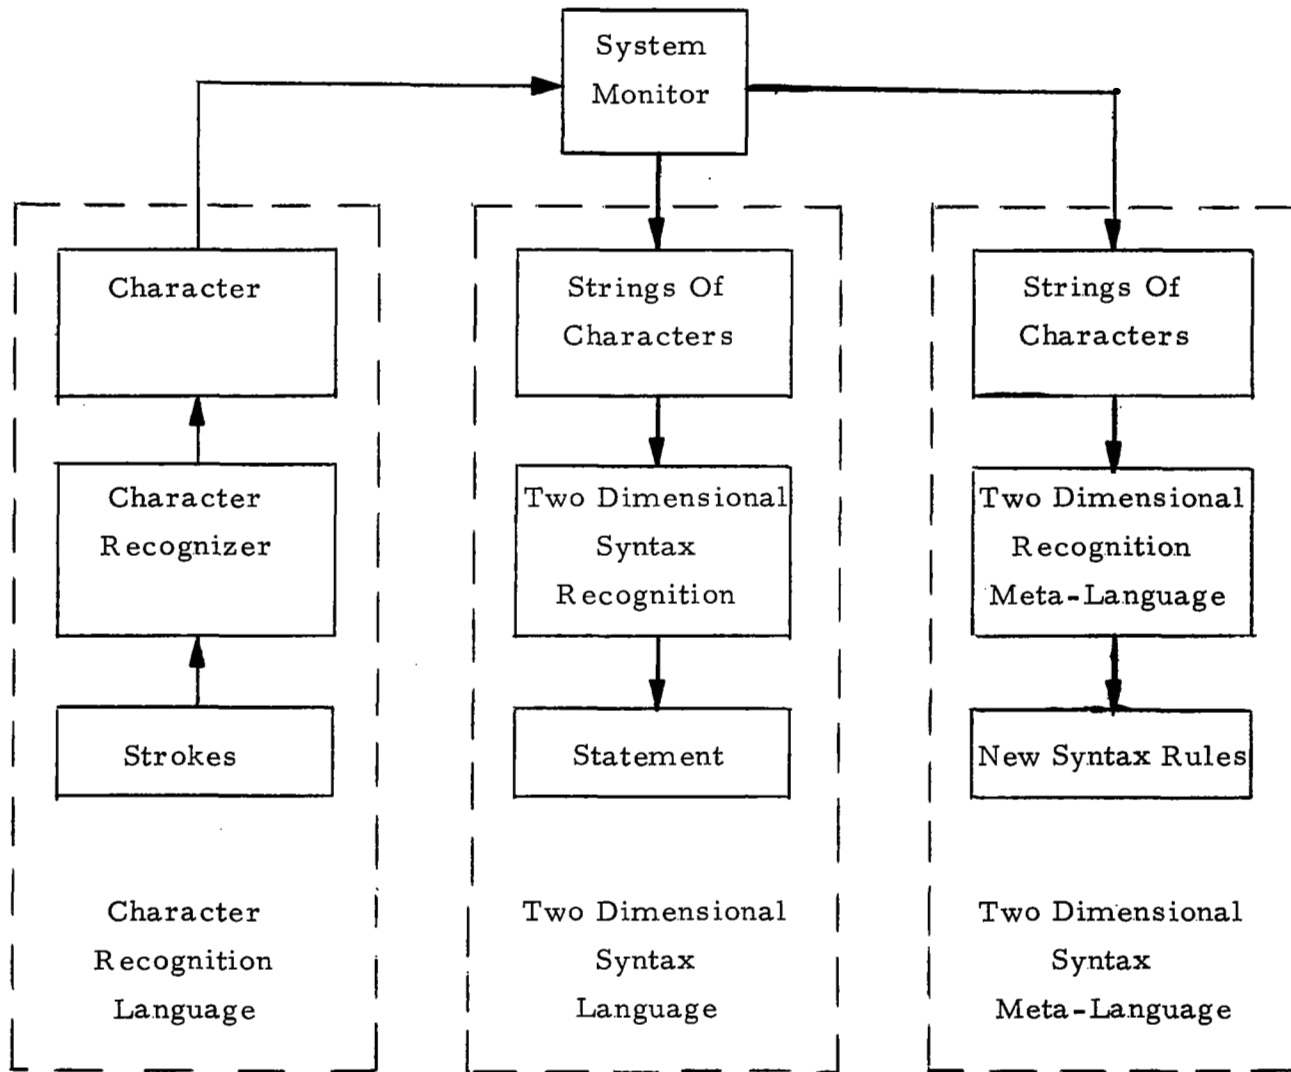 System
Monitor
Character
Strings Of
Characters
Strings Of
Characters
Character
Recognizer
Two Dimensional
Syntax
Recognition
Two Dimensional
Recognition
Meta-Language
Strokes
Statement
New Syntax Rules
Character
Recognition
Language
Two Dimensional
Syntax
Language
Two Dimensional
Syntax
Meta-Language